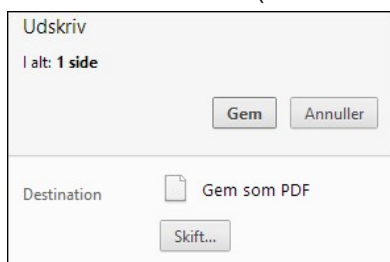 Udskriv
I alt: 1 side
Gem Annuller
Destination Gem som PDF
Skift...